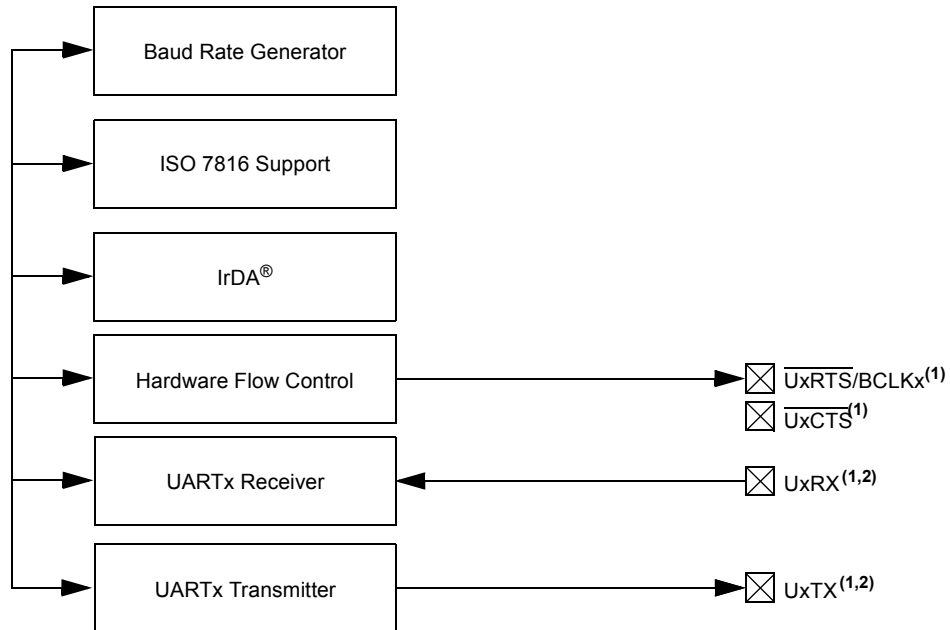 Baud Rate Generator
ISO 7816 Support
IrDA®
Hardware Flow Control
UxRTS/BCLKx(1)
UxCTS(1)
UARTx Receiver
UxRX(1,2)
UARTx Transmitter
UxTX(1,2)